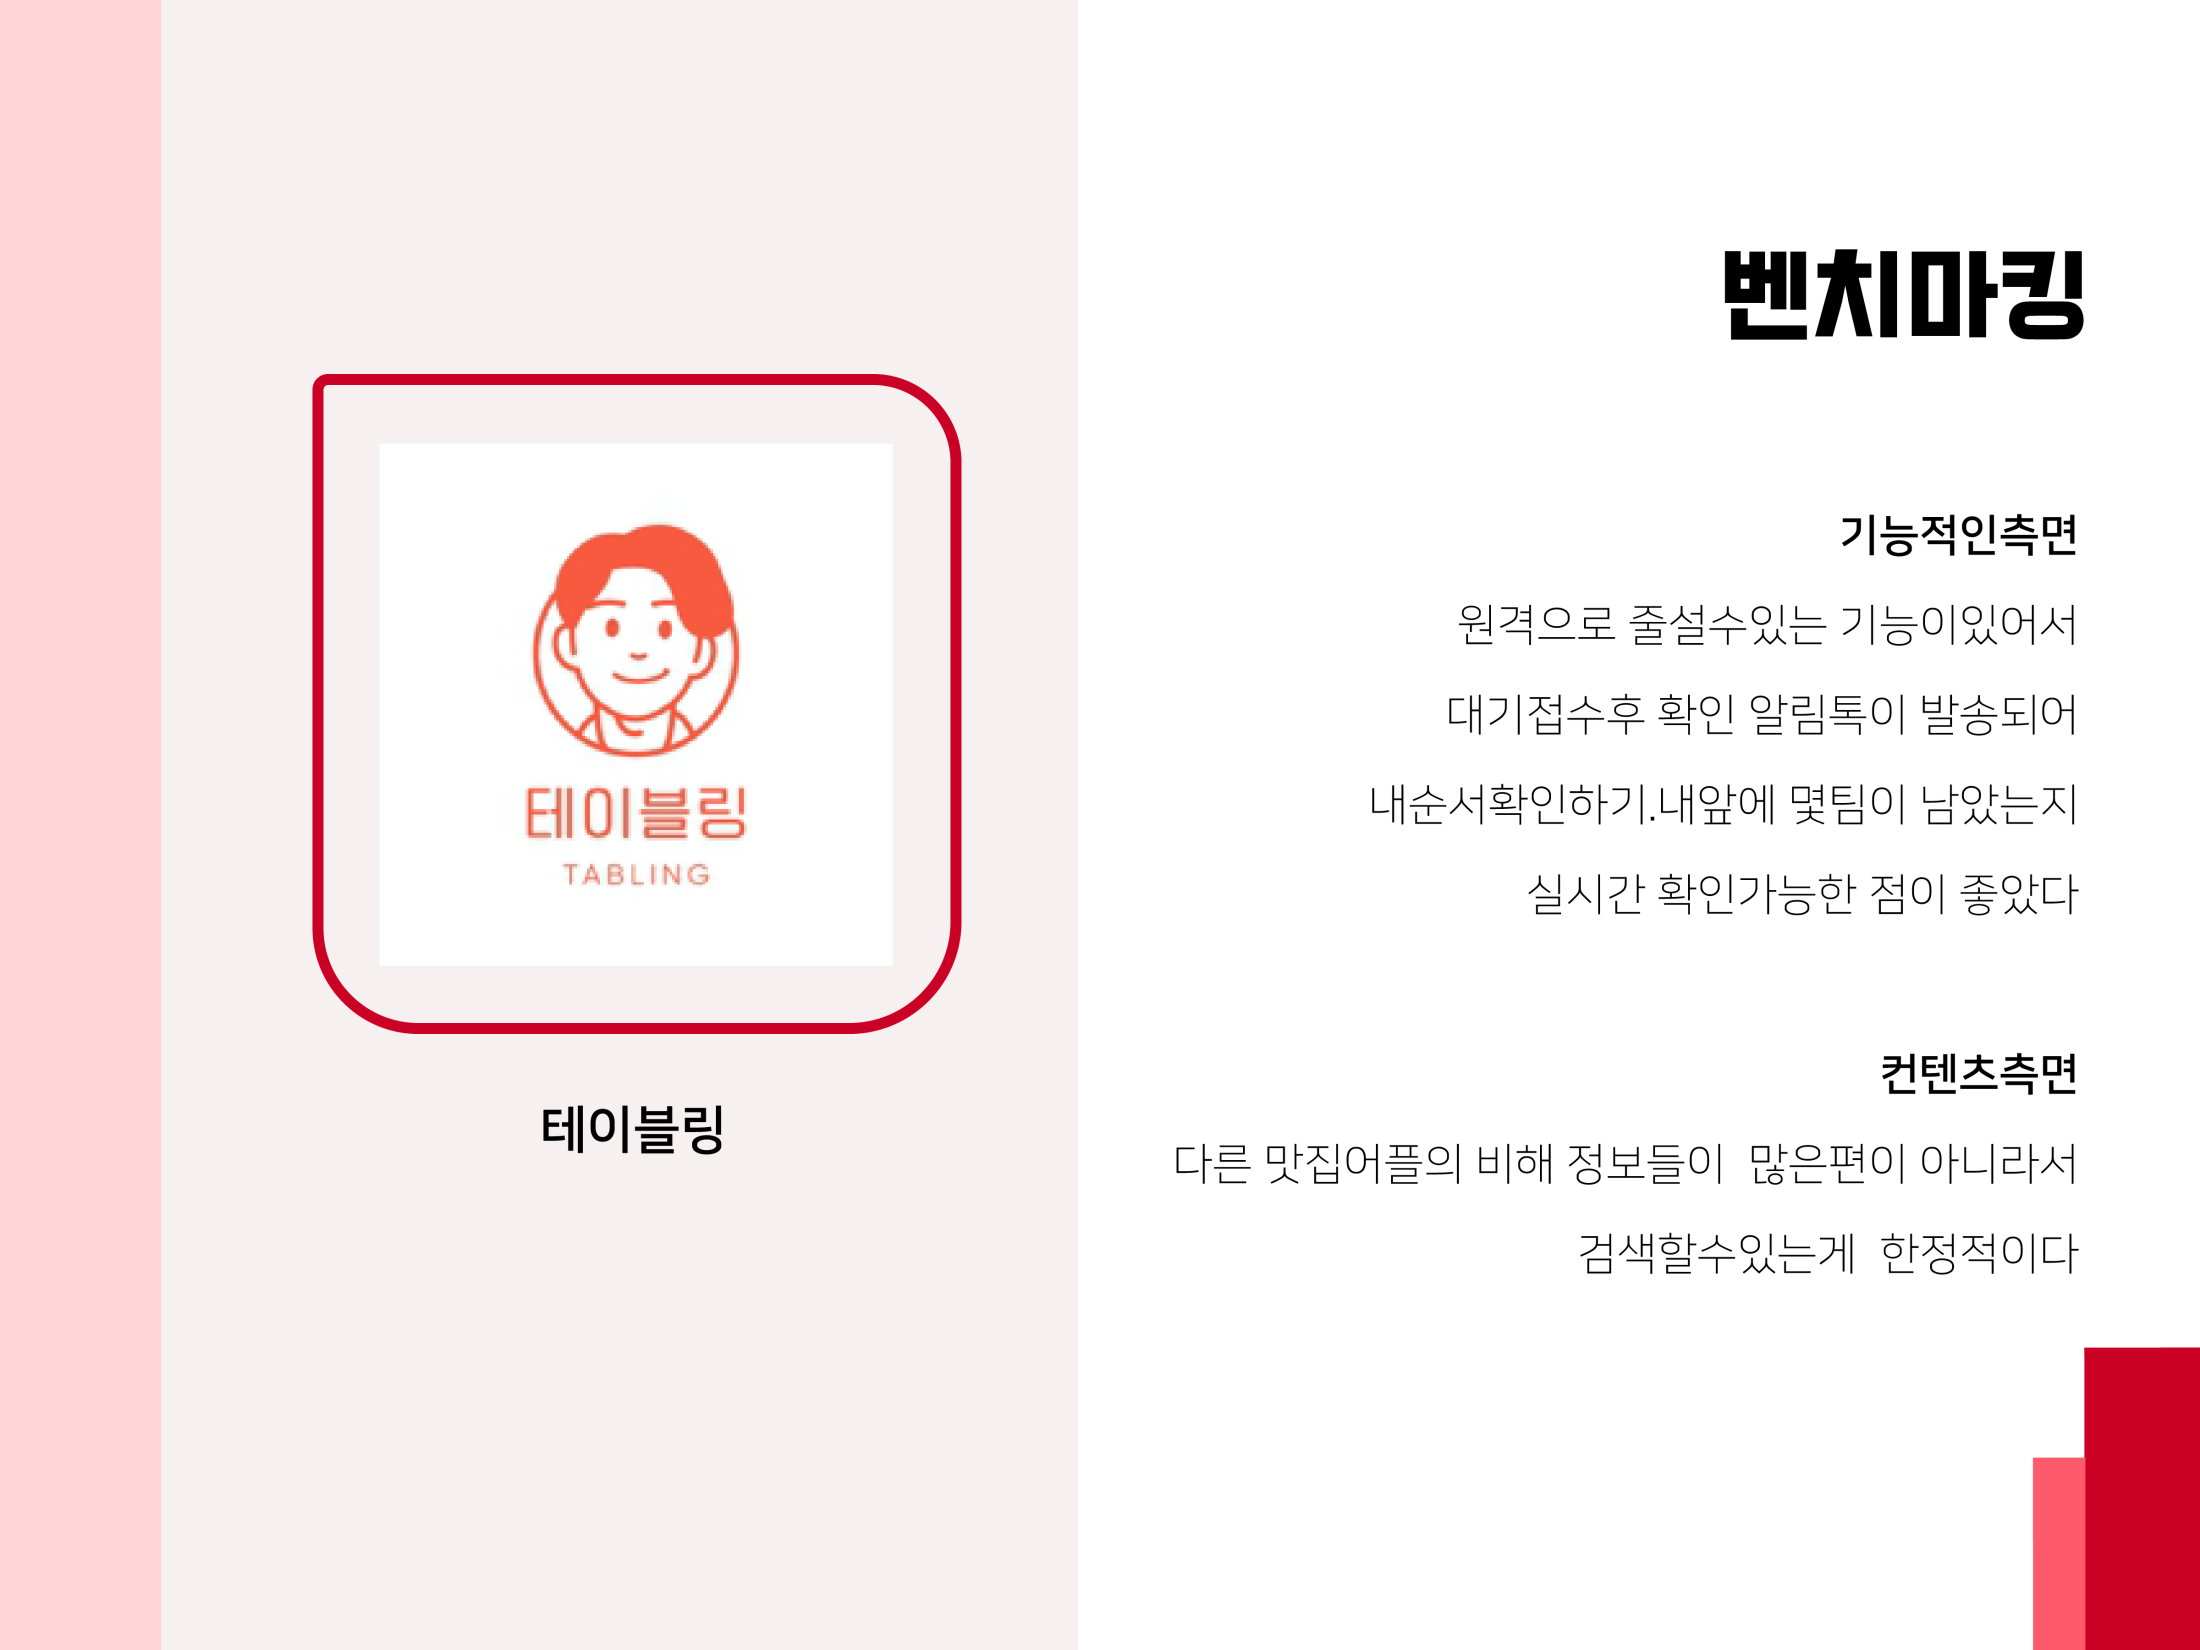 테이블링
TABLING
테이블링
벤치마킹
기능적인측면
원격으로 줄설수있는 기능이있어서
대기접수후 확인 알림톡이 발송되어
내순서확인하기.내앞에 몇팀이 남았는지
실시간 확인가능한 점이 좋았다
컨텐츠측면
다른 맛집어플의 비해 정보들이 많은편이 아니라서
검색할수있는게 한정적이다